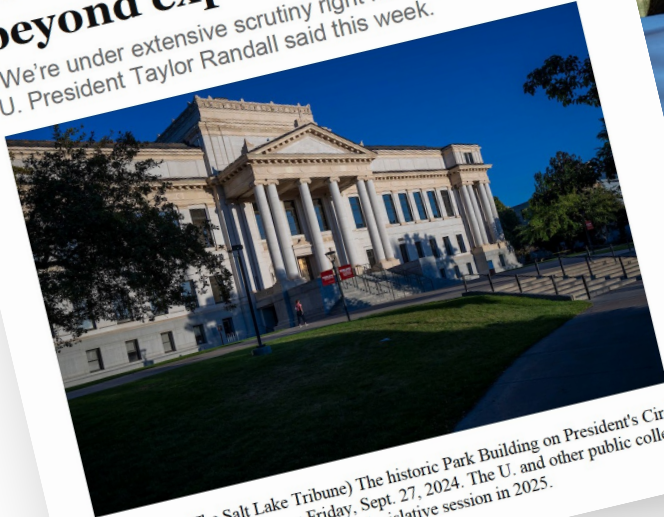 beyond
We're under extensive scrutiny right
U. President Taylor Randall said this week.
Salt Lake Tribune) The historic Park Building on President's
Friday, Sept. 27, 2024. The U. and other public
session in 2025.